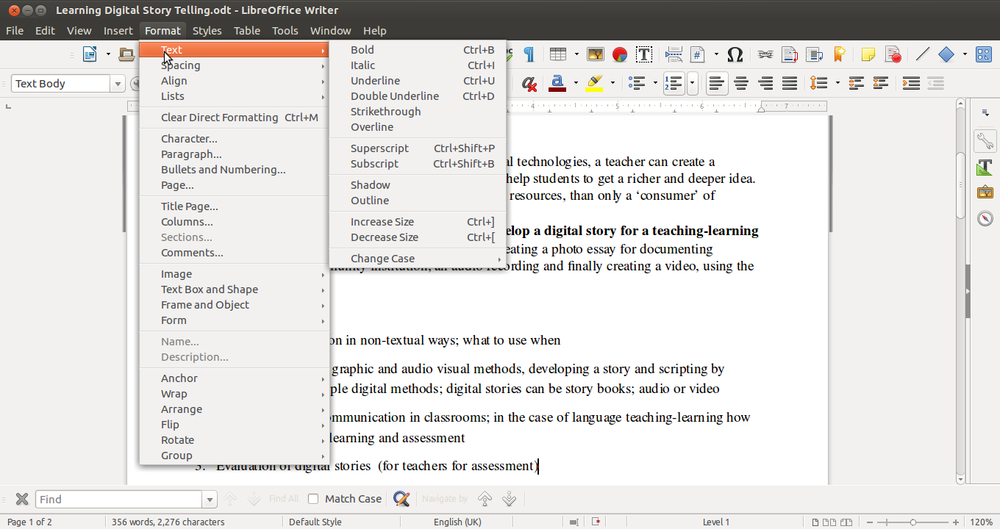 Learning Digital Story Telling.odt - LibreOffice Writer
File Edit View Insert Format Styles Table Tools Window Help
Text Body
Text
Spacing
Align
Lists
Clear Direct Formatting Ctrl+M
Character...
Paragraph...
Bullets and Numbering...
Page...
Title Page...
Columns...
Sections...
Comments...
Image
Text Box and Shape
Frame and Object
Form
Name...
Description...
Anchor
Wrap
Arrange
Flip
Rotate
Group
Bold Ctrl+B
Italic Ctrl+I
Underline Ctrl+U
Double Underline Ctrl+D
Strikethrough
Overline
Superscript Ctrl+Shift+P
Subscript Ctrl+Shift+B
Shadow
Outline
Increase Size Ctrl+]
Decrease Size Ctrl+[
Change Case
4 5 6 7
al technologies, a teacher can create a
help students to get a richer and deeper idea.
resources, than only a ‘consumer’ of
elop a digital story for a teaching-learning
eating a photo essay for documenting
institution, an audio recording and finally creating a video, using the
on in non-textual ways; what to use when
graphic and audio visual methods, developing a story and scripting by
ple digital methods; digital stories can be story books; audio or video
ommunication in classrooms; in the case of language teaching-learning how
learning and assessment
5. Evaluation of digital stories (for teachers for assessment)
Find Find All Match Case Navigate by
Page 1 of 2 356 words, 2,276 characters Default Style English (UK) Level 1 120%